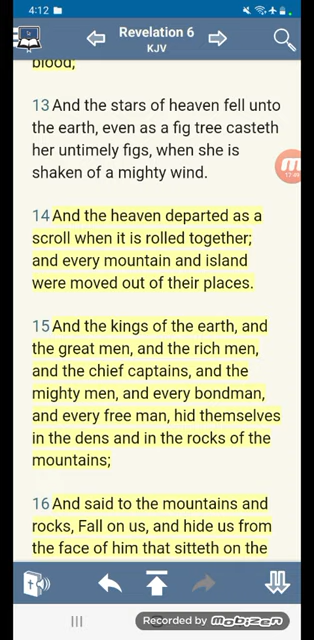 4:12
Revelation 6
KJV
blood;
13 And the stars of heaven fell unto
the earth, even as a fig tree casteth
her untimely figs, when she is
shaken of a mighty wind.
14 And the heaven departed as a
scroll when it is rolled together;
and every mountain and island
were moved out of their places.
15 And the kings of the earth, and
the great men, and the rich men,
and the chief captains, and the
mighty men, and every bondman,
and every free man, hid themselves
in the dens and in the rocks of the
mountains;
16 And said to the mountains and
rocks, Fall on us, and hide us from
the face of him that sitteth on the
Recorded by Mobizen